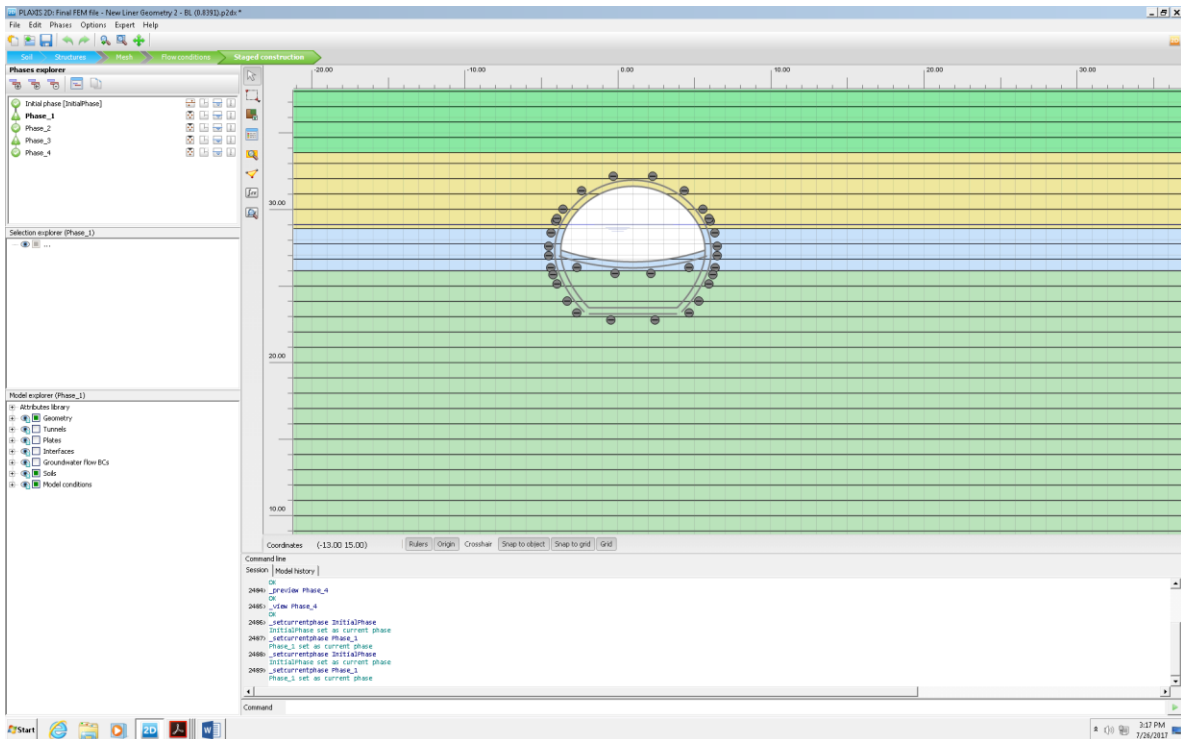 PLAXIS 2D: Final FEM file - New Liner Geometry 2 - BL (0.0391).p2dx *
File Edit Phases Options Expert Help
Soil Structures Mesh Flow conditions Staged construction
Phases explorer
Initial phase [InitialPhase]
Phase_1
Phase_2
Phase_3
Phase_4
Selection explorer (Phase_1)
...
Model explorer (Phase_1)
Attributes library
Geometry
Tunnels
Plates
Interfaces
Groundwater flow BCs
Soils
Model conditions
-20.00 -10.00 0.00 10.00 20.00 30.00
30.00
20.00
10.00
Coordinates (-13.00 15.00) Rulers Origin Crosshair Snap to object Snap to grid Grid
Command line
Session Model history
OK
2484> _preview Phase_4
OK
2485> _view Phase_4
OK
2486> _setcurrentphase InitialPhase
InitialPhase set as current phase
2487> _setcurrentphase Phase_1
Phase_1 set as current phase
2488> _setcurrentphase InitialPhase
InitialPhase set as current phase
2489> _setcurrentphase Phase_1
Phase_1 set as current phase
Command
Start
2D
3:17 PM
7/26/2017